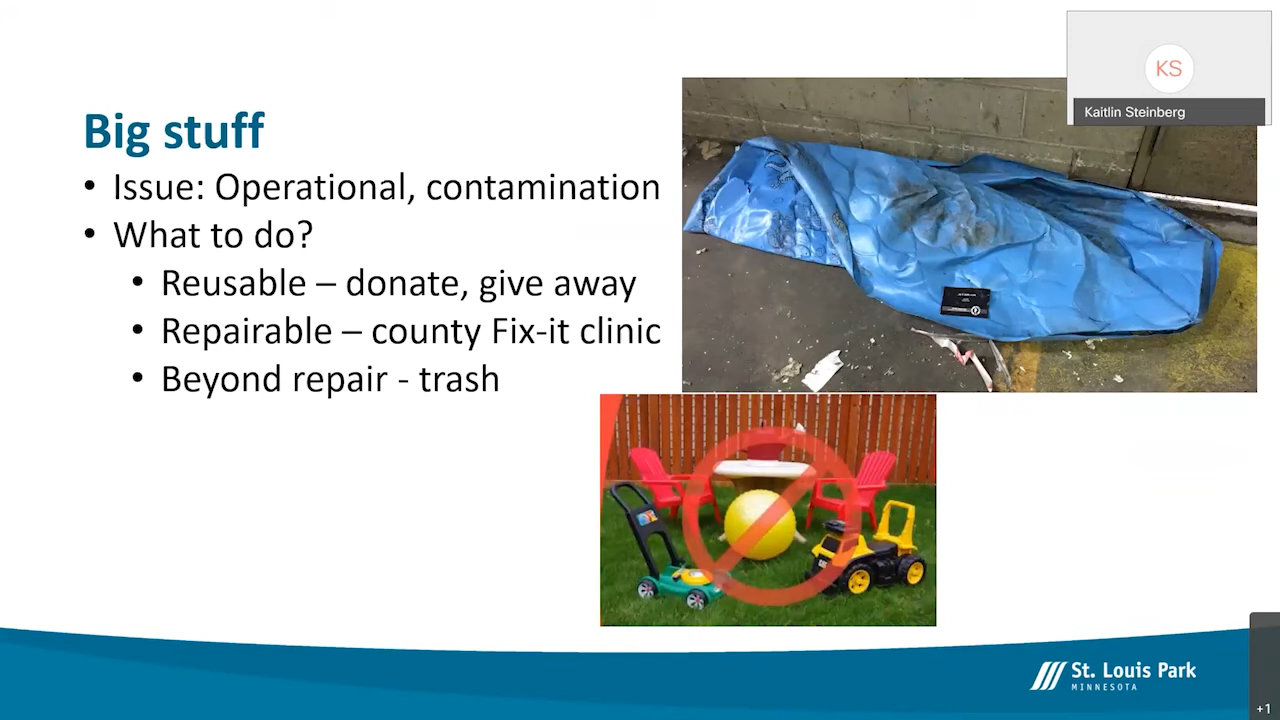 KS
Kaitlin Steinberg
Big stuff
• Issue: Operational, contamination
• What to do?
• Reusable – donate, give away
• Repairable – county Fix-it clinic
• Beyond repair - trash
St. Louis Park
MINNESOTA
+1